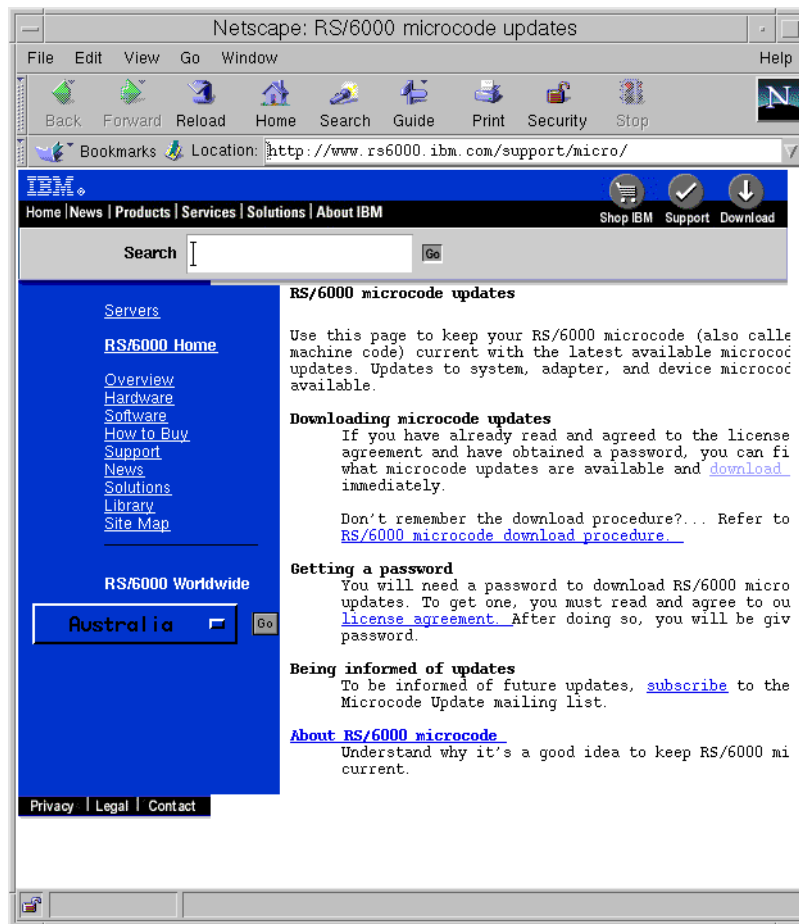 Netscape: RS/6000 microcode updates
File Edit View Go Window Help
Back Forward Reload Home Search Guide Print Security Stop
N
Bookmarks Location: http://www.rs6000.ibm.com/support/micro/
IBM
Home | News | Products | Services | Solutions | About IBM
Shop IBM Support Download
Search Go
Servers
RS/6000 Home
Overview
Hardware
Software
How to Buy
Support
News
Solutions
Library
Site Map
RS/6000 Worldwide
Australia Go
Privacy | Legal | Contact
RS/6000 microcode updates
Use this page to keep your RS/6000 microcode (also calle
machine code) current with the latest available microcod
updates. Updates to system, adapter, and device microcod
available.
Downloading microcode updates
If you have already read and agreed to the license
agreement and have obtained a password, you can fi
what microcode updates are available and download
immediately.
Don't remember the download procedure?... Refer to
RS/6000 microcode download procedure.
Getting a password
You will need a password to download RS/6000 micro
updates. To get one, you must read and agree to ou
license agreement. After doing so, you will be giv
password.
Being informed of updates
To be informed of future updates, subscribe to the
Microcode Update mailing list.
About RS/6000 microcode
Understand why it's a good idea to keep RS/6000 mi
current.